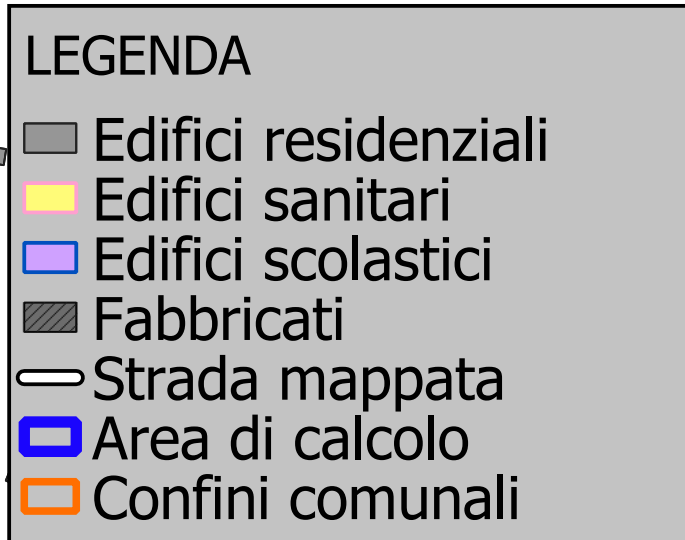 LEGENDA
Edifici residenziali
Edifici sanitari
Edifici scolastici
Fabbricati
Strada mappata
Area di calcolo
Confini comunali